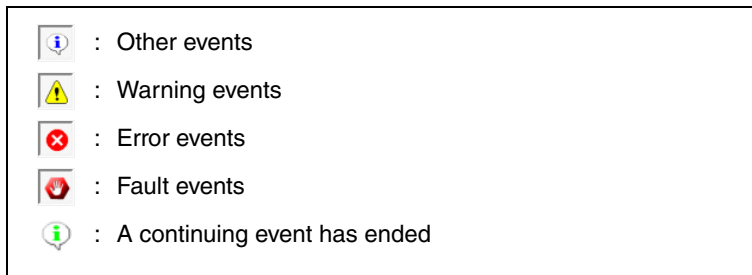 : Other events
: Warning events
: Error events
: Fault events
: A continuing event has ended